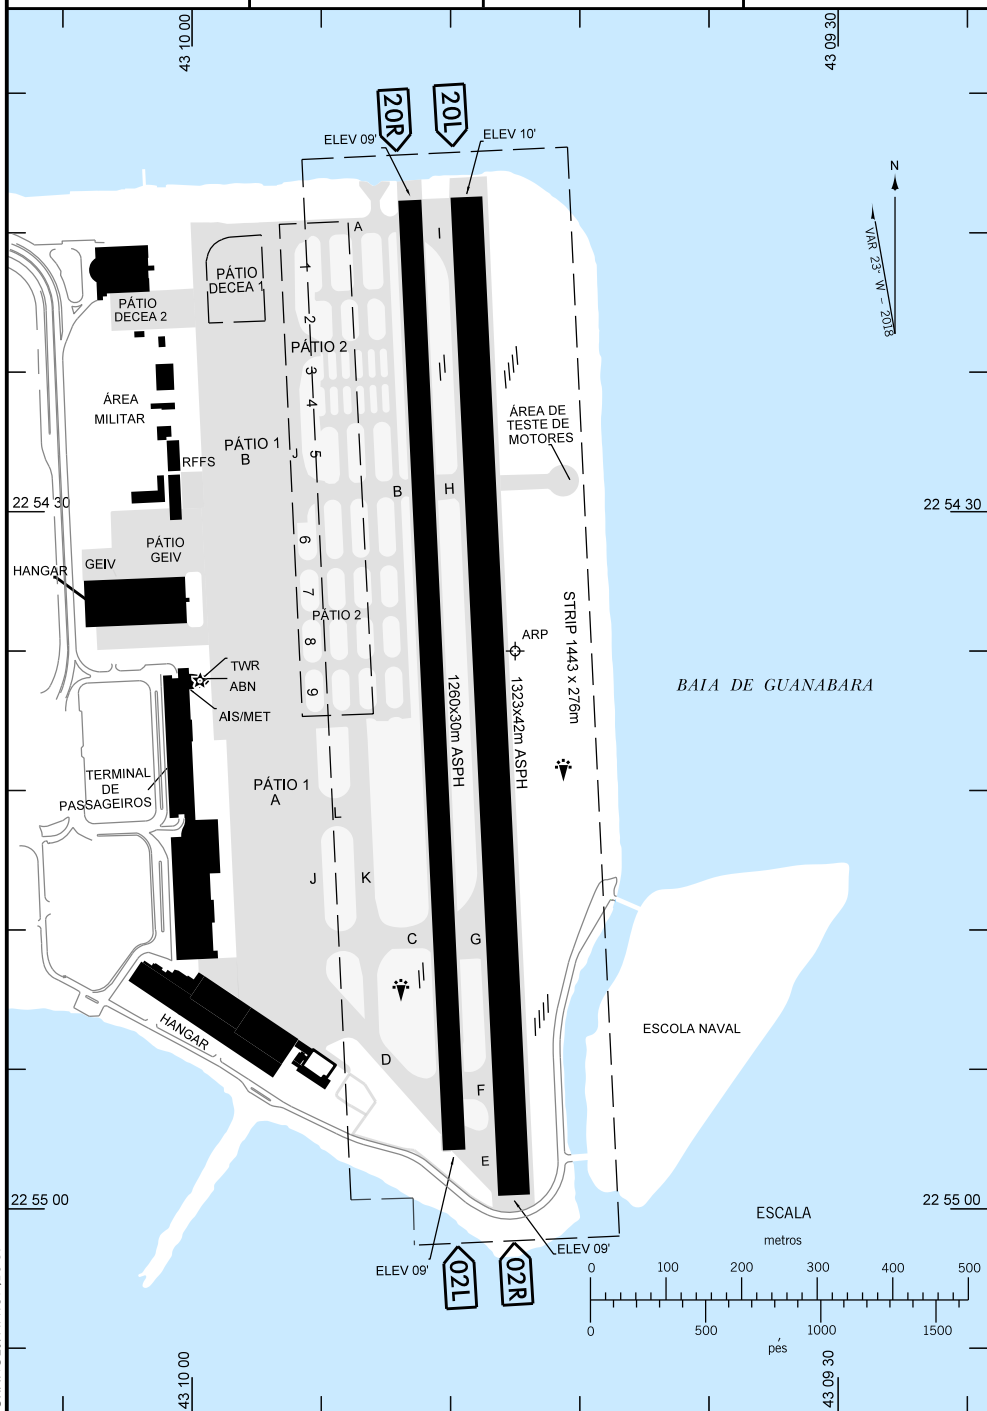 43 10 00
43 09 30
20R
20L
ELEV 09'
ELEV 10'
N
VAR 23° W - 2018
A
I
PÁTIO
DECEA 1
1
PÁTIO
DECEA 2
2
PÁTIO 2
3
ÁREA
MILITAR
4
ÁREA DE
TESTE DE
MOTORES
PÁTIO 1
B
J
5
RFFS
B
H
22 54 30
22 54 30
PÁTIO
GEIV
6
HANGAR
GEIV
7
PÁTIO 2
STRIP 1443 x 276m
8
ARP
TWR
ABN
AIS/MET
9
BAIA DE GUANABARA
1260x30m ASPH
1323x42m ASPH
TERMINAL
DE
PASSAGEIROS
PÁTIO 1
A
L
J
K
C
G
HANGAR
ESCOLA NAVAL
D
F
E
22 55 00
22 55 00
ESCALA
metros
ELEV 09'
ELEV 09'
02L
02R
0 100 200 300 400 500
0 500 1000 1500
pés
43 10 00
43 09 30